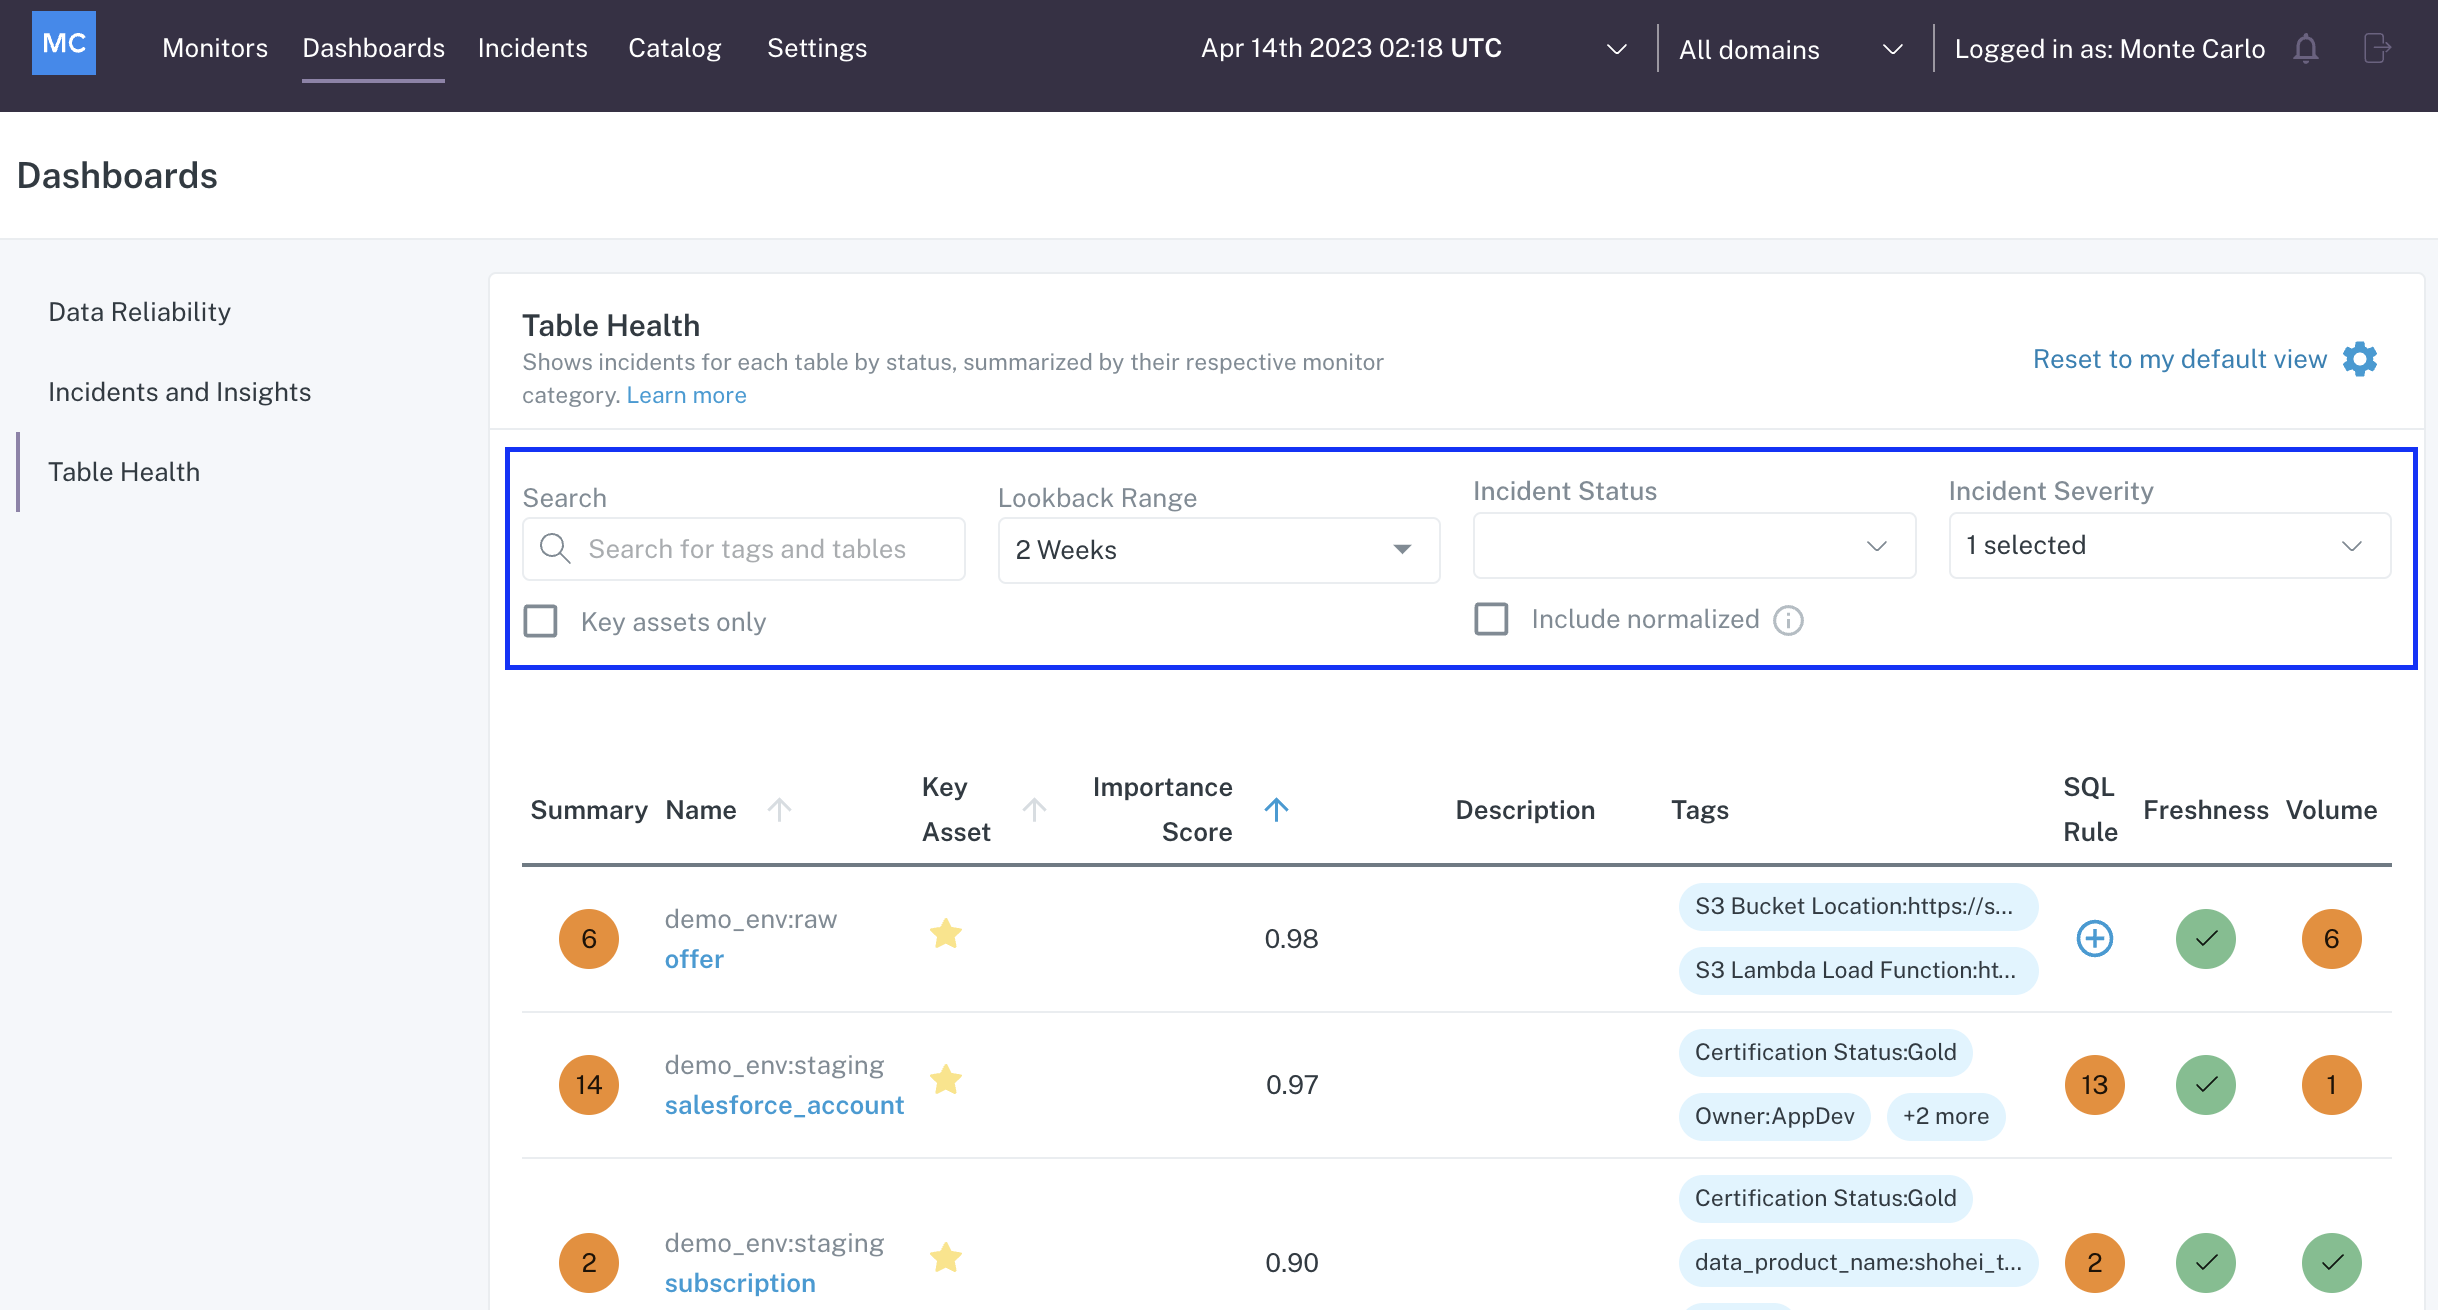 MC
Monitors Dashboards Incidents Catalog Settings Apr 14th 2023 02:18 UTC All domains Logged in as: Monte Carlo
Dashboards
Data Reliability
Incidents and Insights
Table Health
Table Health
Shows incidents for each table by status, summarized by their respective monitor
category. Learn more
Reset to my default view
Search Lookback Range Incident Status Incident Severity
Search for tags and tables 2 Weeks 1 selected
Key assets only Include normalized
Summary Name Key Asset Importance Score Description Tags SQL Rule Freshness Volume
6 demo_env:raw 0.98 S3 Bucket Location:https://s... 6
offer S3 Lambda Load Function:ht...
14 demo_env:staging 0.97 Certification Status:Gold 13 1
salesforce_account Owner:AppDev +2 more
Certification Status:Gold
2 demo_env:staging 0.90 data_product_name:shohei_t... 2
subscription